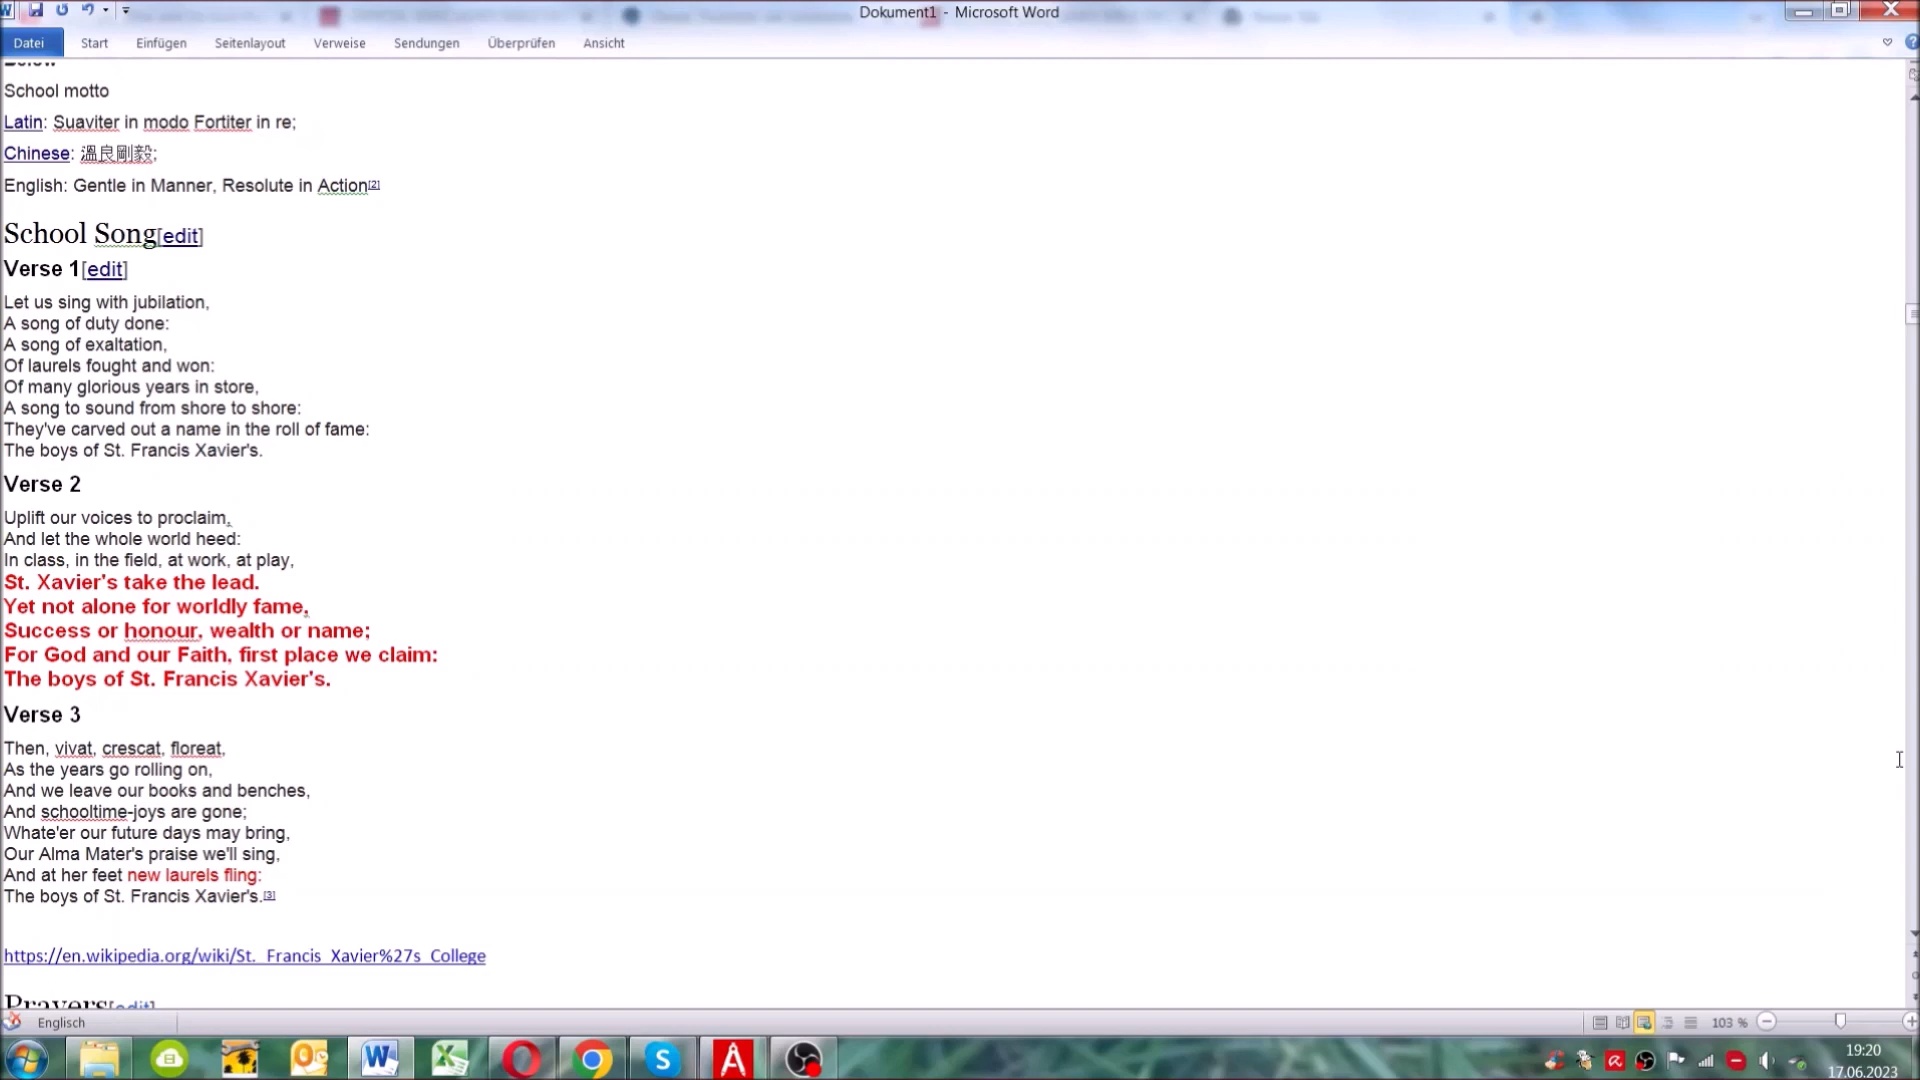 Dokument1 - Microsoft Word
Datei Start Einfügen Seitenlayout Verweise Sendungen Überprüfen Ansicht
Below
School motto
Latin: Suaviter in modo Fortiter in re;
Chinese: 溫良剛毅;
English: Gentle in Manner, Resolute in Action[2]
School Song[edit]
Verse 1[edit]
Let us sing with jubilation,
A song of duty done:
A song of exaltation,
Of laurels fought and won:
Of many glorious years in store,
A song to sound from shore to shore:
They've carved out a name in the roll of fame:
The boys of St. Francis Xavier's.
Verse 2
Uplift our voices to proclaim,
And let the whole world heed:
In class, in the field, at work, at play,
St. Xavier's take the lead.
Yet not alone for worldly fame,
Success or honour, wealth or name;
For God and our Faith, first place we claim:
The boys of St. Francis Xavier's.
Verse 3
Then, vivat, crescat, floreat,
As the years go rolling on,
And we leave our books and benches,
And schooltime-joys are gone;
Whate'er our future days may bring,
Our Alma Mater's praise we'll sing,
And at her feet new laurels fling:
The boys of St. Francis Xavier's.[3]
https://en.wikipedia.org/wiki/St._Francis_Xavier%27s_College
Prayers[edit]
Englisch
103 %
19:20
17.06.2023